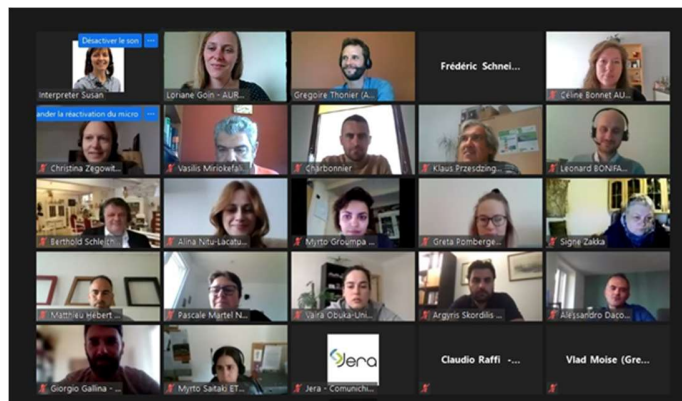 Désactiver le son
Interpreter Susan
Loriane Goin - AUR...
Gregoire Thonier (A...
Frédéric Schnei...
Céline Bonnet AU...
ander la réactivation du micro
Christina Zegowit...
Vasilis Miriokefali...
Charbonnier
Klaus Przesdzing...
Leonard BONIFA...
Berthold Schleich...
Alina Nitu-Lacatu...
Myrto Groumpa ...
Greta Pomberge...
Signe Zakka
Matthieu Hébert ...
Pascale Martel N...
Vaira Obuka-Uni...
Argyris Skordilis ...
Alessandro Daco...
Giorgio Gallina - ...
Myrto Saitaki ET...
Jera
Jera - Comunichi...
Claudio Raffi -...
Vlad Moise (Gre...